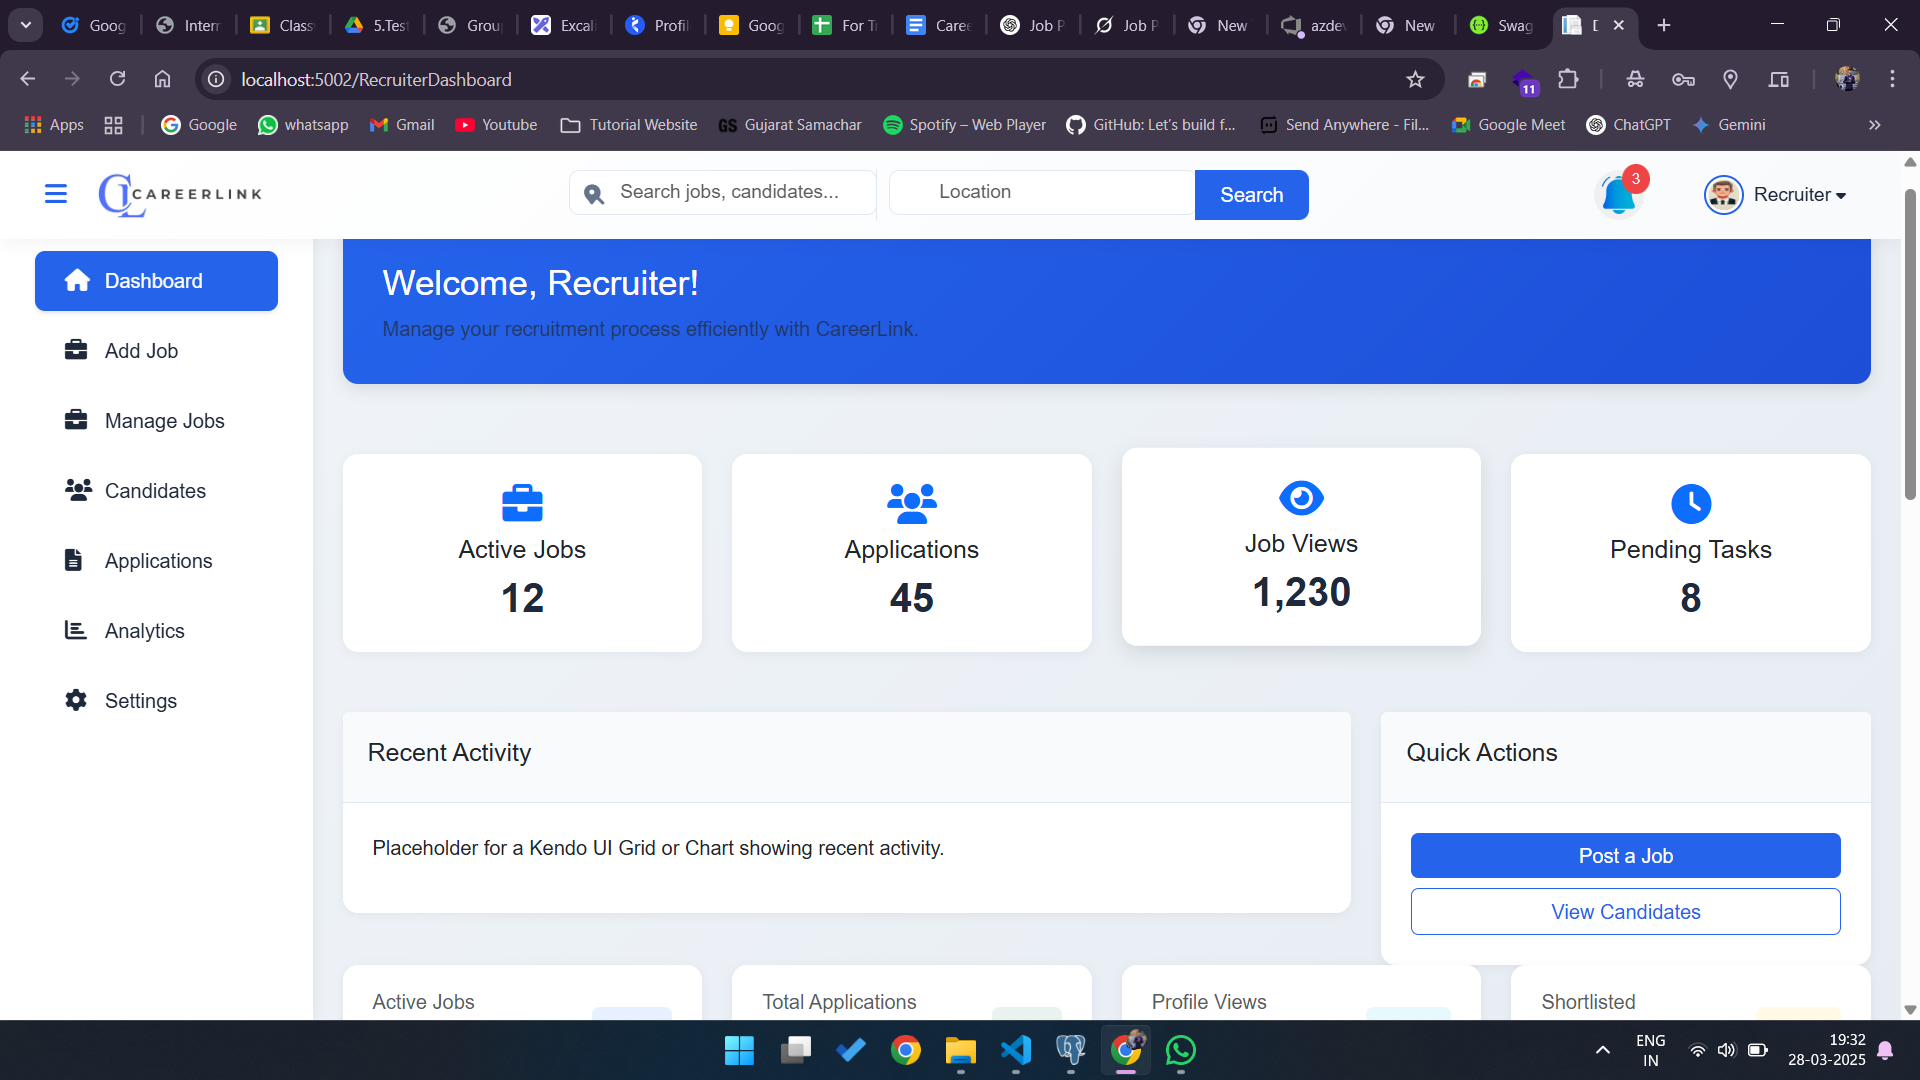 Goog
Intern
Class
5.Test
Grou
Excali
Profil
Goog
For Tr
Caree
Job P
Job P
New
azdev
New
Swag
localhost:5002/RecruiterDashboard
11
Apps
Google
whatsapp
Gmail
Youtube
Tutorial Website
GS Gujarat Samachar
Spotify – Web Player
GitHub: Let's build f...
Send Anywhere - Fil...
Google Meet
ChatGPT
Gemini
CAREERLINK
Search jobs, candidates...
Location
Search
3
Recruiter
Dashboard
Add Job
Manage Jobs
Candidates
Applications
Analytics
Settings
Welcome, Recruiter!
Manage your recruitment process efficiently with CareerLink.
Active Jobs
12
Applications
45
Job Views
1,230
Pending Tasks
8
Recent Activity
Placeholder for a Kendo UI Grid or Chart showing recent activity.
Quick Actions
Post a Job
View Candidates
Active Jobs
Total Applications
Profile Views
Shortlisted
ENG
IN
19:32
28-03-2025